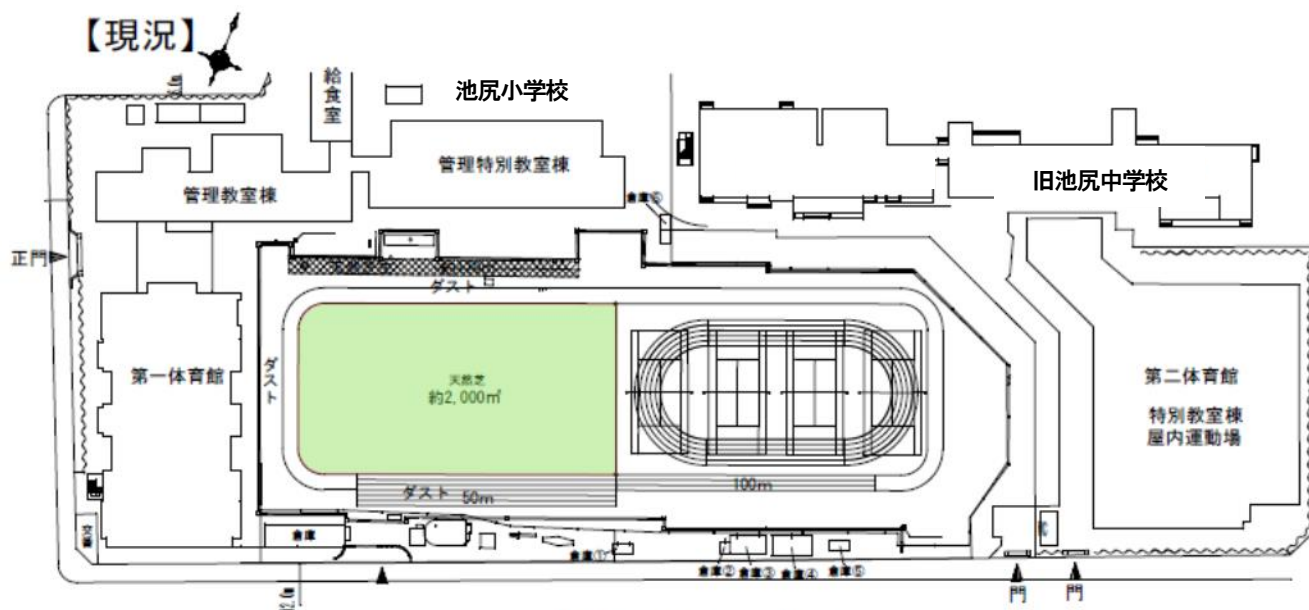 【現況】
給食室
池尻小学校
管理特別教室棟
管理教室棟
旧池尻中学校
倉庫⑥
正門
ダスト
ダスト
第一体育館
天然芝
約2,000㎡
第二体育館
特別教室棟
屋内運動場
ダスト
50m
100m
倉庫
倉庫①
倉庫②
倉庫③
倉庫④
倉庫⑤
門
門